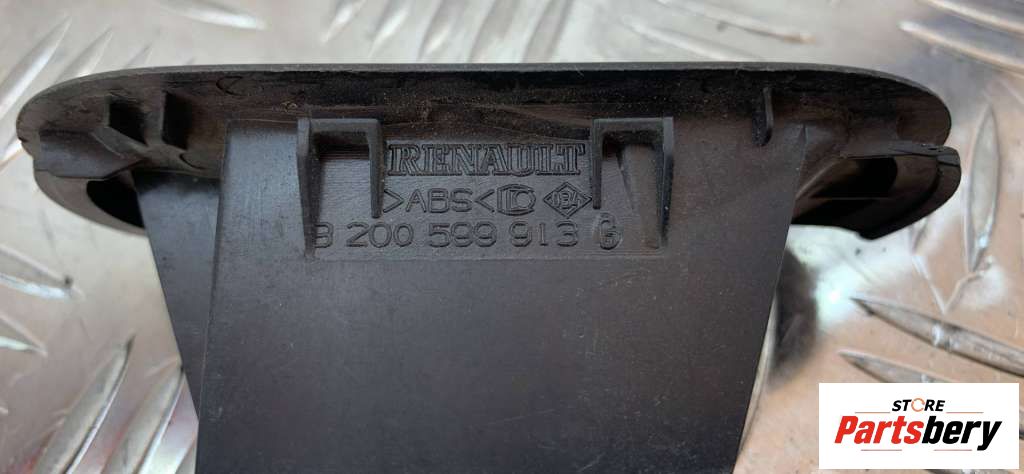 RENAULT
>ABS<
8 200 599 913 G
STORE
Partsbery